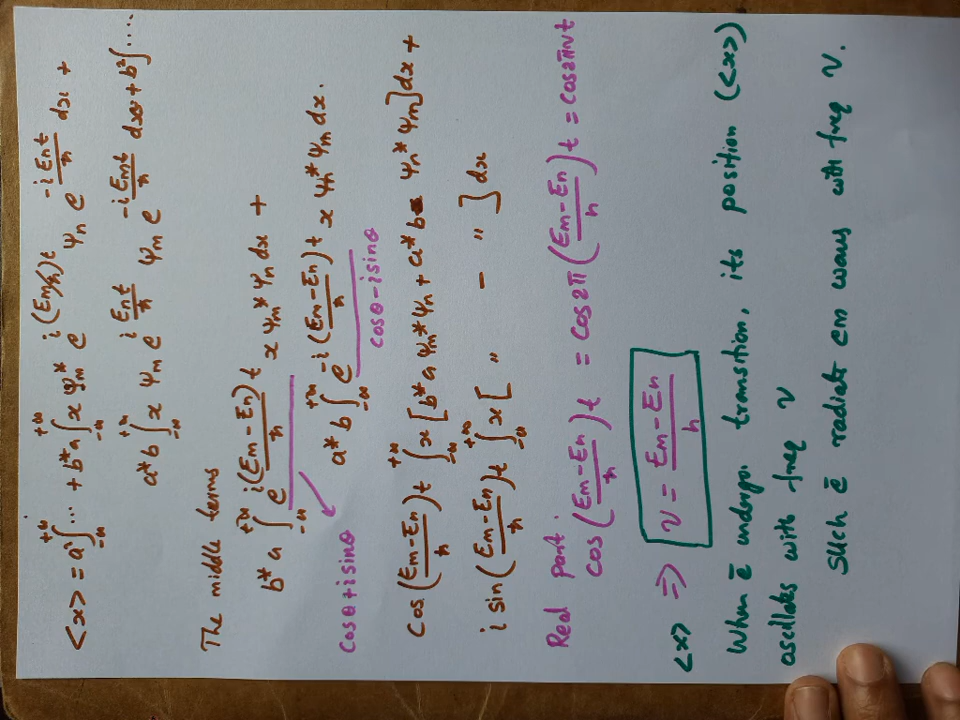 <x> = a² ∫_{-∞}^{+∞} ... + b*a ∫_{-∞}^{+∞} x ψm* e^{i(Em/ħ)t} ψn e^{-iEnt/ħ} dx +
a*b ∫_{-∞}^{+∞} x ψm e^{iEnt/ħ} ψm e^{-iEmt/ħ} dx + b² ∫ ....
The middle terms
b*a ∫_{-∞}^{+∞} e^{i(Em-En)/ħ t} x ψm* ψn dx +
a*b ∫_{-∞}^{+∞} e^{-i(Em-En)/ħ t} x ψn* ψm dx.
cosθ+isinθ
cosθ-isinθ
Cos(Em-En/ħ)t ∫_{-∞}^{+∞} x[b*a ψm*ψn + a*b ψn*ψm]dx +
i sin(Em-En/ħ)t ∫_{-∞}^{+∞} x[ " - " ]dx
Real part.
cos(Em-En/ħ)t = cos2π(Em-En/h)t = cos2πνt
<x> ⇒ ν = Em-En/h
When ē undergo. transition, its position (<x>)
oscillates with freq ν
Such ē radiate em waves with freq ν.